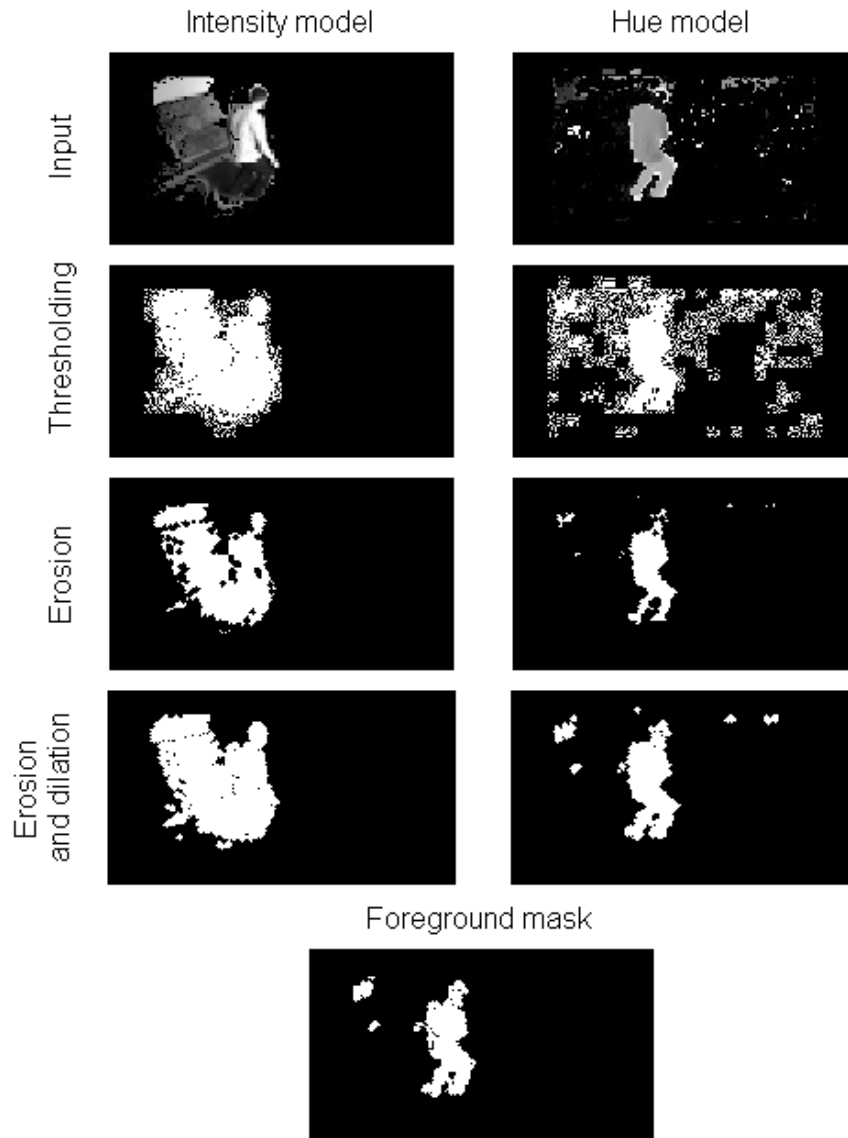 Intensity model
Hue model
Input
Thresholding
Erosion
Erosion
and dilation
Foreground mask